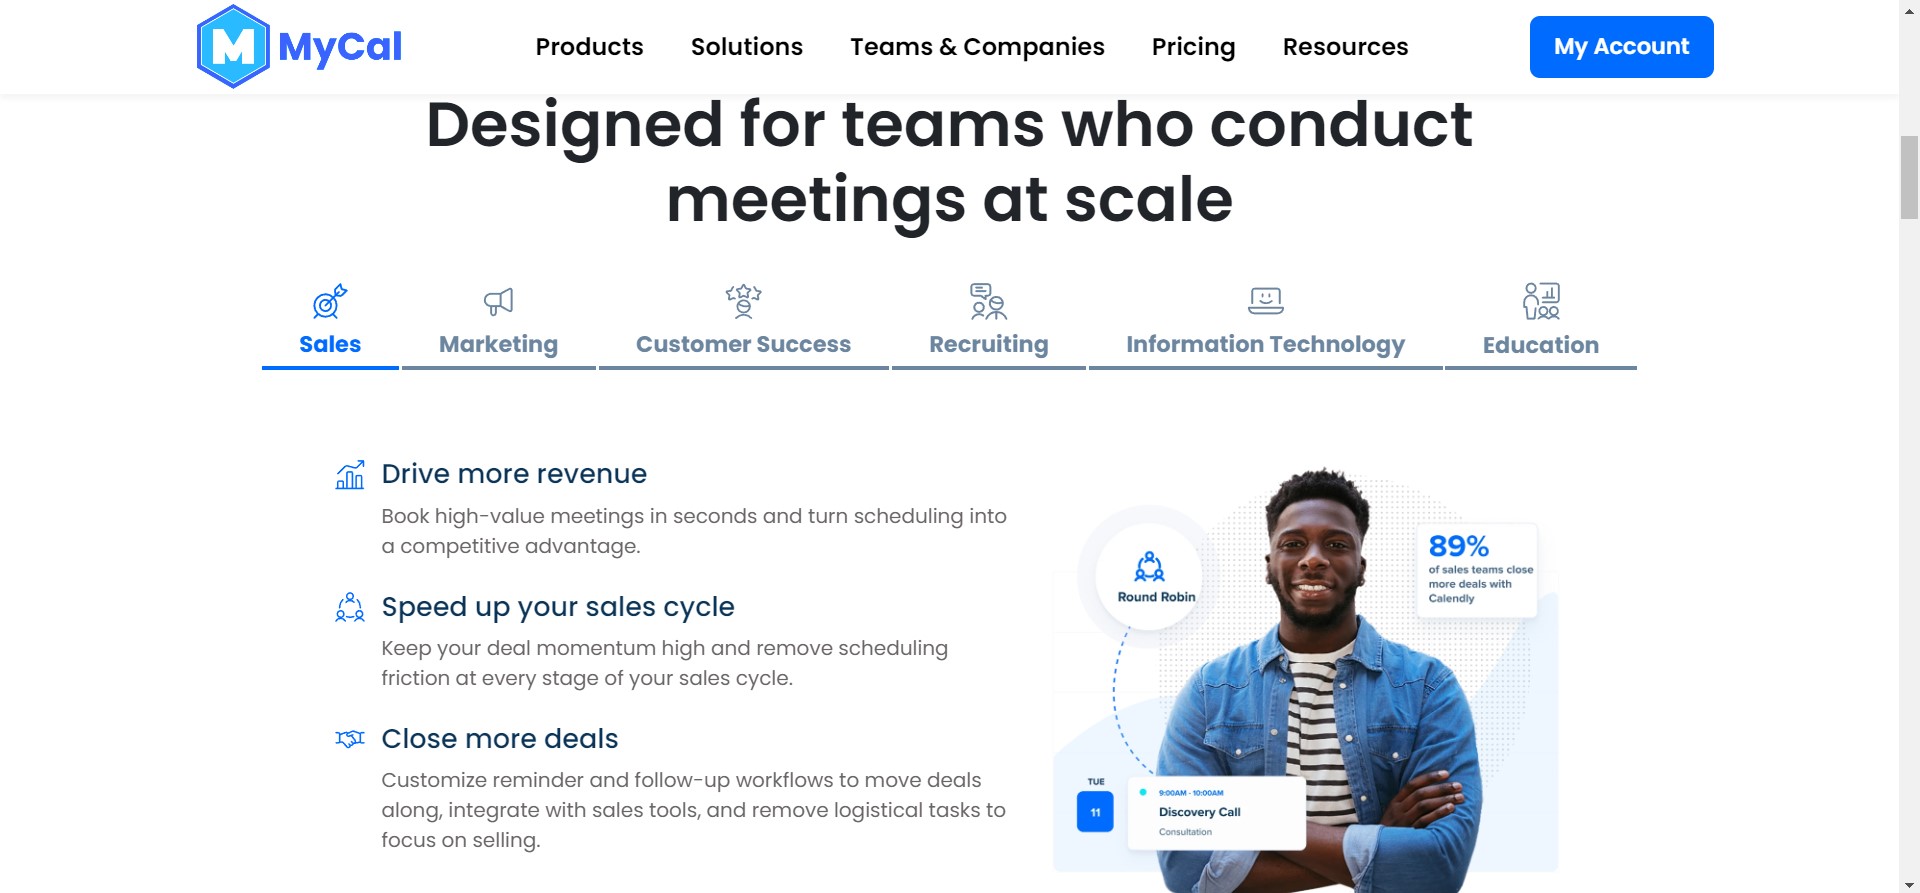 M MyCal
Products
Solutions
Teams & Companies
Pricing
Resources
My Account
Designed for teams who conduct
meetings at scale
Sales
Marketing
Customer Success
Recruiting
Information Technology
Education
Drive more revenue
Book high-value meetings in seconds and turn scheduling into
a competitive advantage.
Speed up your sales cycle
Keep your deal momentum high and remove scheduling
friction at every stage of your sales cycle.
Close more deals
Customize reminder and follow-up workflows to move deals
along, integrate with sales tools, and remove logistical tasks to
focus on selling.
Round Robin
89%
of sales teams close
more deals with
Calendly
TUE
11
9:00AM - 10:00AM
Discovery Call
Consultation